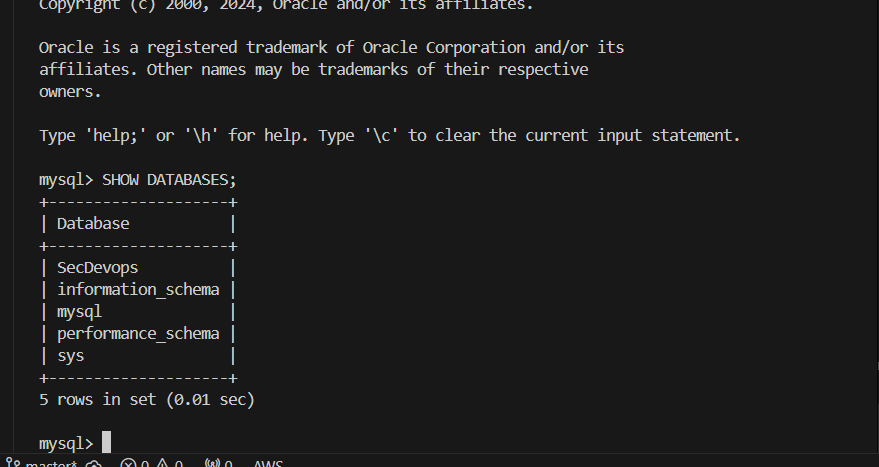 Copyright (c) 2000, 2024, Oracle and/or its affiliates.
Oracle is a registered trademark of Oracle Corporation and/or its
affiliates. Other names may be trademarks of their respective
owners.
Type 'help;' or '\h' for help. Type '\c' to clear the current input statement.
mysql> SHOW DATABASES;
+--------------------+
| Database           |
+--------------------+
| SecDevops          |
| information_schema |
| mysql              |
| performance_schema |
| sys                |
+--------------------+
5 rows in set (0.01 sec)
mysql>
master* 0 0 0 AWS